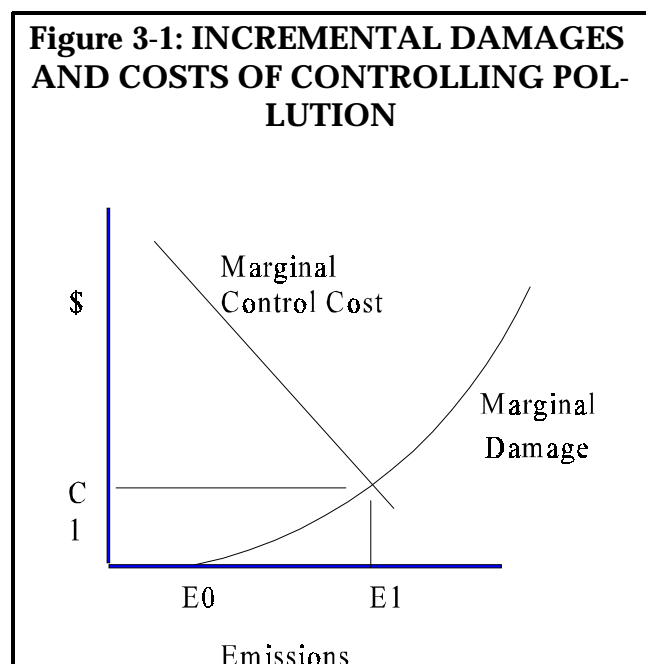 Figure 3-1: INCREMENTAL DAMAGES
AND COSTS OF CONTROLLING POL-
LUTION
Marginal
Control Cost
$
Marginal
Damage
C
1
E0
E1
Emissions